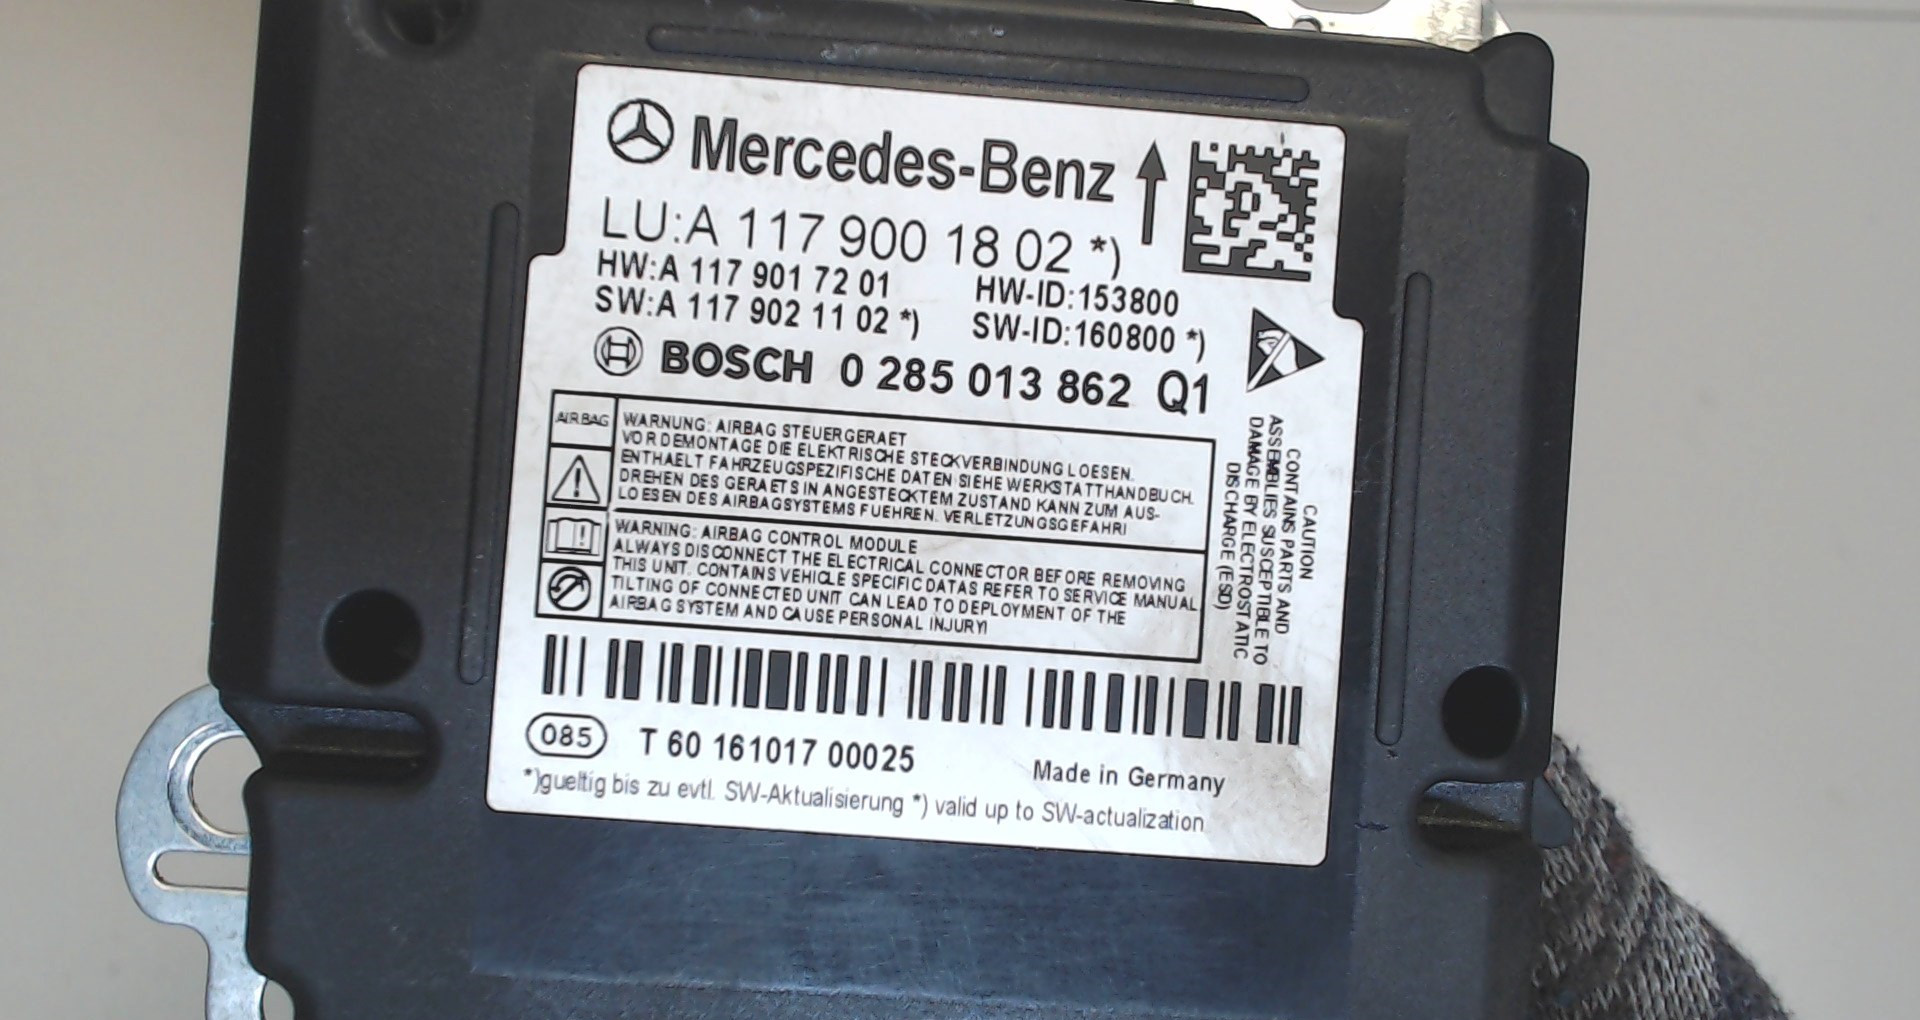 Mercedes-Benz
LU:A 117 900 18 02 *)
HW:A 117 901 72 01 HW-ID:153800
SW:A 117 902 11 02 *) SW-ID:160800 *)
BOSCH 0 285 013 862 Q1
AIRBAG
WARNUNG: AIRBAG STEUERGERAET
VOR DEMONTAGE DIE ELEKTRISCHE STECKVERBINDUNG LOESEN.
ENTHAELT FAHRZEUGSPEZIFISCHE DATEN SIEHE WERKSTATTHANDBUCH.
DREHEN DES GERAETS IN ANGESTECKTEM ZUSTAND KANN ZUM AUS-
LOESEN DES AIRBAGSYSTEMS FUEHREN. VERLETZUNGSGEFAHR!
WARNING: AIRBAG CONTROL MODULE
ALWAYS DISCONNECT THE ELECTRICAL CONNECTOR BEFORE REMOVING
THIS UNIT. CONTAINS VEHICLE SPECIFIC DATAS REFER TO SERVICE MANUAL
TILTING OF CONNECTED UNIT CAN LEAD TO DEPLOYMENT OF THE
AIRBAG SYSTEM AND CAUSE PERSONAL INJURY!
CAUTION
CONTAINS PARTS AND
ASSEMBLIES SUSCEPTIBLE TO
DAMAGE BY ELECTROSTATIC
DISCHARGE (ESD)
085 T 60 161017 00025
Made in Germany
*)gueltig bis zu evtl. SW-Aktualisierung *) valid up to SW-actualization